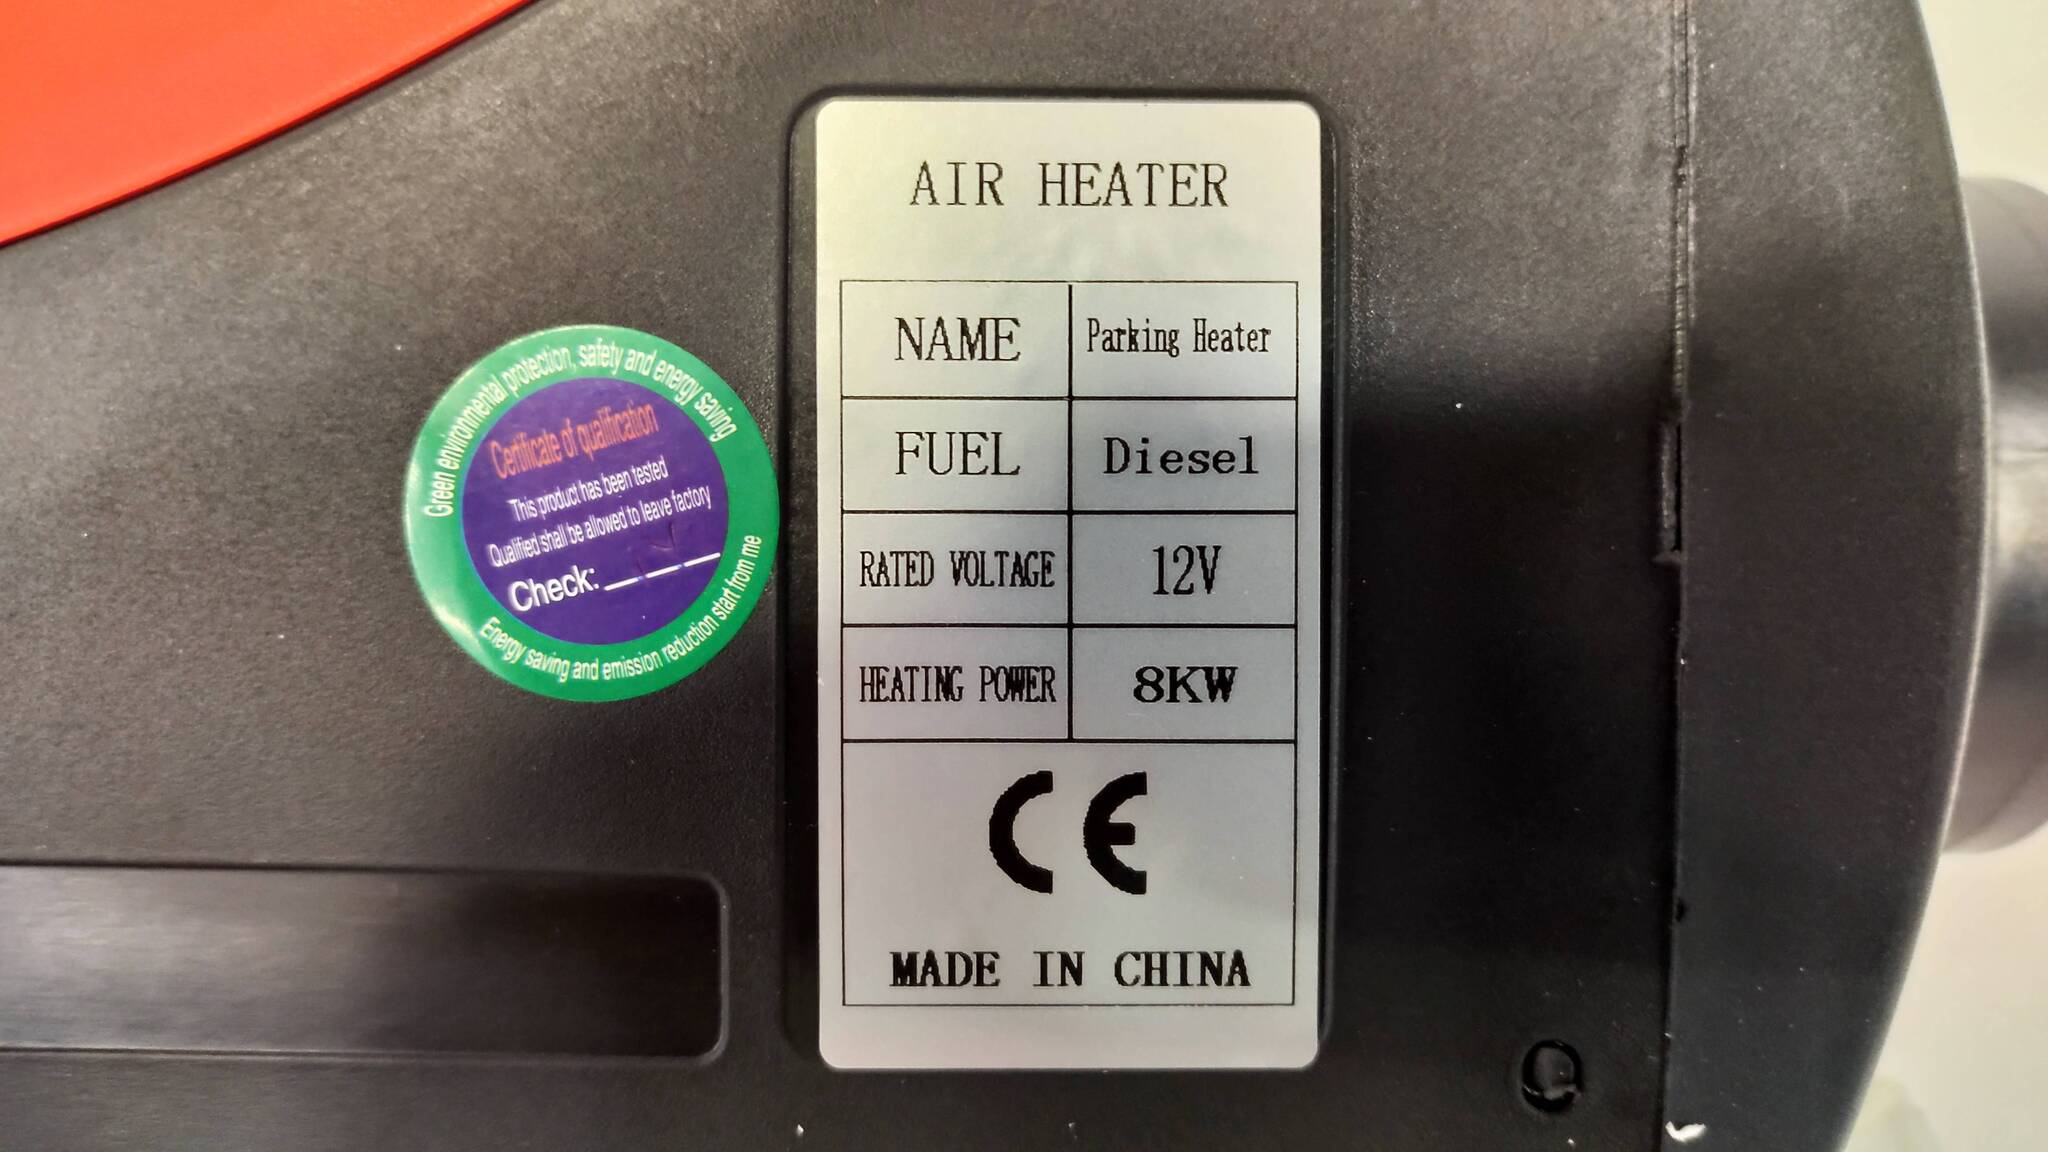 AIR HEATER
NAME Parking Heater
FUEL Diesel
RATED VOLTAGE 12V
HEATING POWER 8KW
CE
MADE IN CHINA
Green environmental protection, safety and energy saving
Certificate of qualification
This product has been tested
Qualified shall be allowed to leave factory
Check:
Energy saving and emission reduction start from me